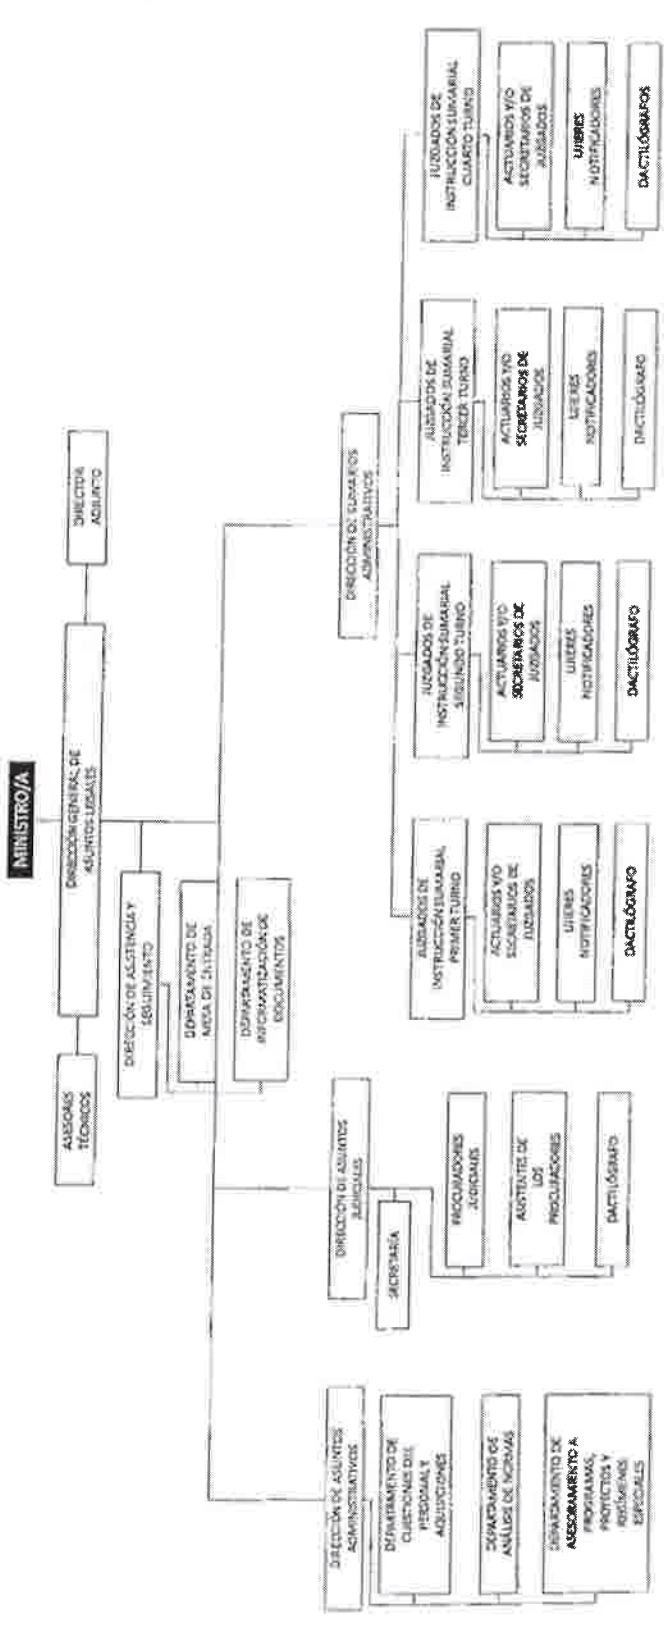 MINISTRO/A
DIRECCIÓN GENERAL DE
ASUNTOS LEGALES
ASESORES
TÉCNICOS
DIRECTOR
ADJUNTO
DIRECCIÓN DE ASISTENCIA Y
SEGUIMIENTO
DEPARTAMENTO DE
MESA DE ENTRADA
DEPARTAMENTO DE
INFORMATIZACIÓN DE
DOCUMENTOS
DIRECCIÓN DE ASUNTOS
ADMINISTRATIVOS
DEPARTAMENTO DE
CUESTIONES DEL
PERSONAL Y
AQUISICIONES
DEPARTAMENTO DE
ANÁLISIS DE NORMAS
DEPARTAMENTO DE
ASESORAMIENTO A
PROGRAMAS,
PROYECTOS Y
REGÍMENES
ESPECIALES
DIRECCIÓN DE ASUNTOS
JUDICIALES
SECRETARÍA
PROCURADORES
JUDICIALES
ASISTENTES DE
LOS
PROCURADORES
DACTILÓGRAFO
DIRECCIÓN DE SUMARIOS
ADMINISTRATIVOS
JUZGADOS DE
INSTRUCCIÓN SUMARIAL
PRIMER TURNO
ACTUARIOS Y/O
SECRETARIOS DE
JUZGADOS
UJIERES
NOTIFICADORES
DACTILÓGRAFO
JUZGADOS DE
INSTRUCCIÓN SUMARIAL
SEGUNDO TURNO
ACTUARIOS Y/O
SECRETARIOS DE
JUZGADOS
UJIERES
NOTIFICADORES
DACTILÓGRAFO
JUZGADOS DE
INSTRUCCIÓN SUMARIAL
TERCER TURNO
ACTUARIOS Y/O
SECRETARIOS DE
JUZGADOS
UJIERES
NOTIFICADORES
DACTILÓGRAFO
JUZGADOS DE
INSTRUCCIÓN SUMARIAL
CUARTO TURNO
ACTUARIOS Y/O
SECRETARIOS DE
JUZGADOS
UJIERES
NOTIFICADORES
DACTILÓGRAFOS